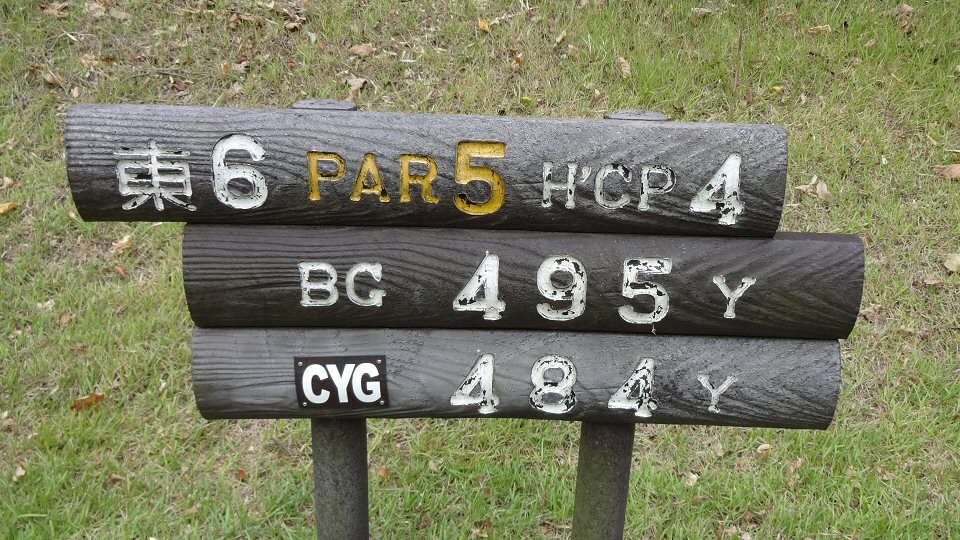 東6 PAR 5 H'CP 4
BG 495 Y
CYG 484 Y